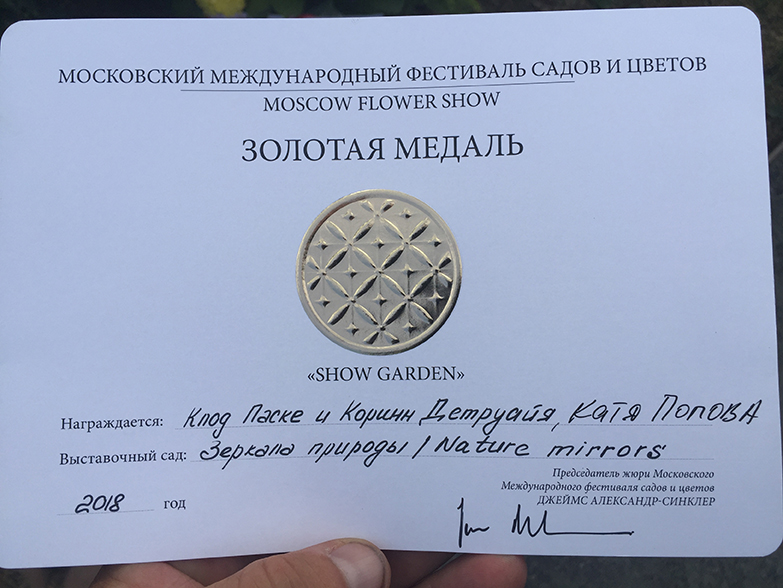 МОСКОВСКИЙ МЕЖДУНАРОДНЫЙ ФЕСТИВАЛЬ САДОВ И ЦВЕТОВ
MOSCOW FLOWER SHOW
ЗОЛОТАЯ МЕДАЛЬ
«SHOW GARDEN»
Награждается: Клод Паске и Коринн Детруайя, КАТЯ ПОПОВА
Выставочный сад: Зеркала природы / Nature mirrors
Председатель жюри Московского
Международного фестиваля садов и цветов
ДЖЕЙМС АЛЕКСАНДР-СИНКЛЕР
2018 год